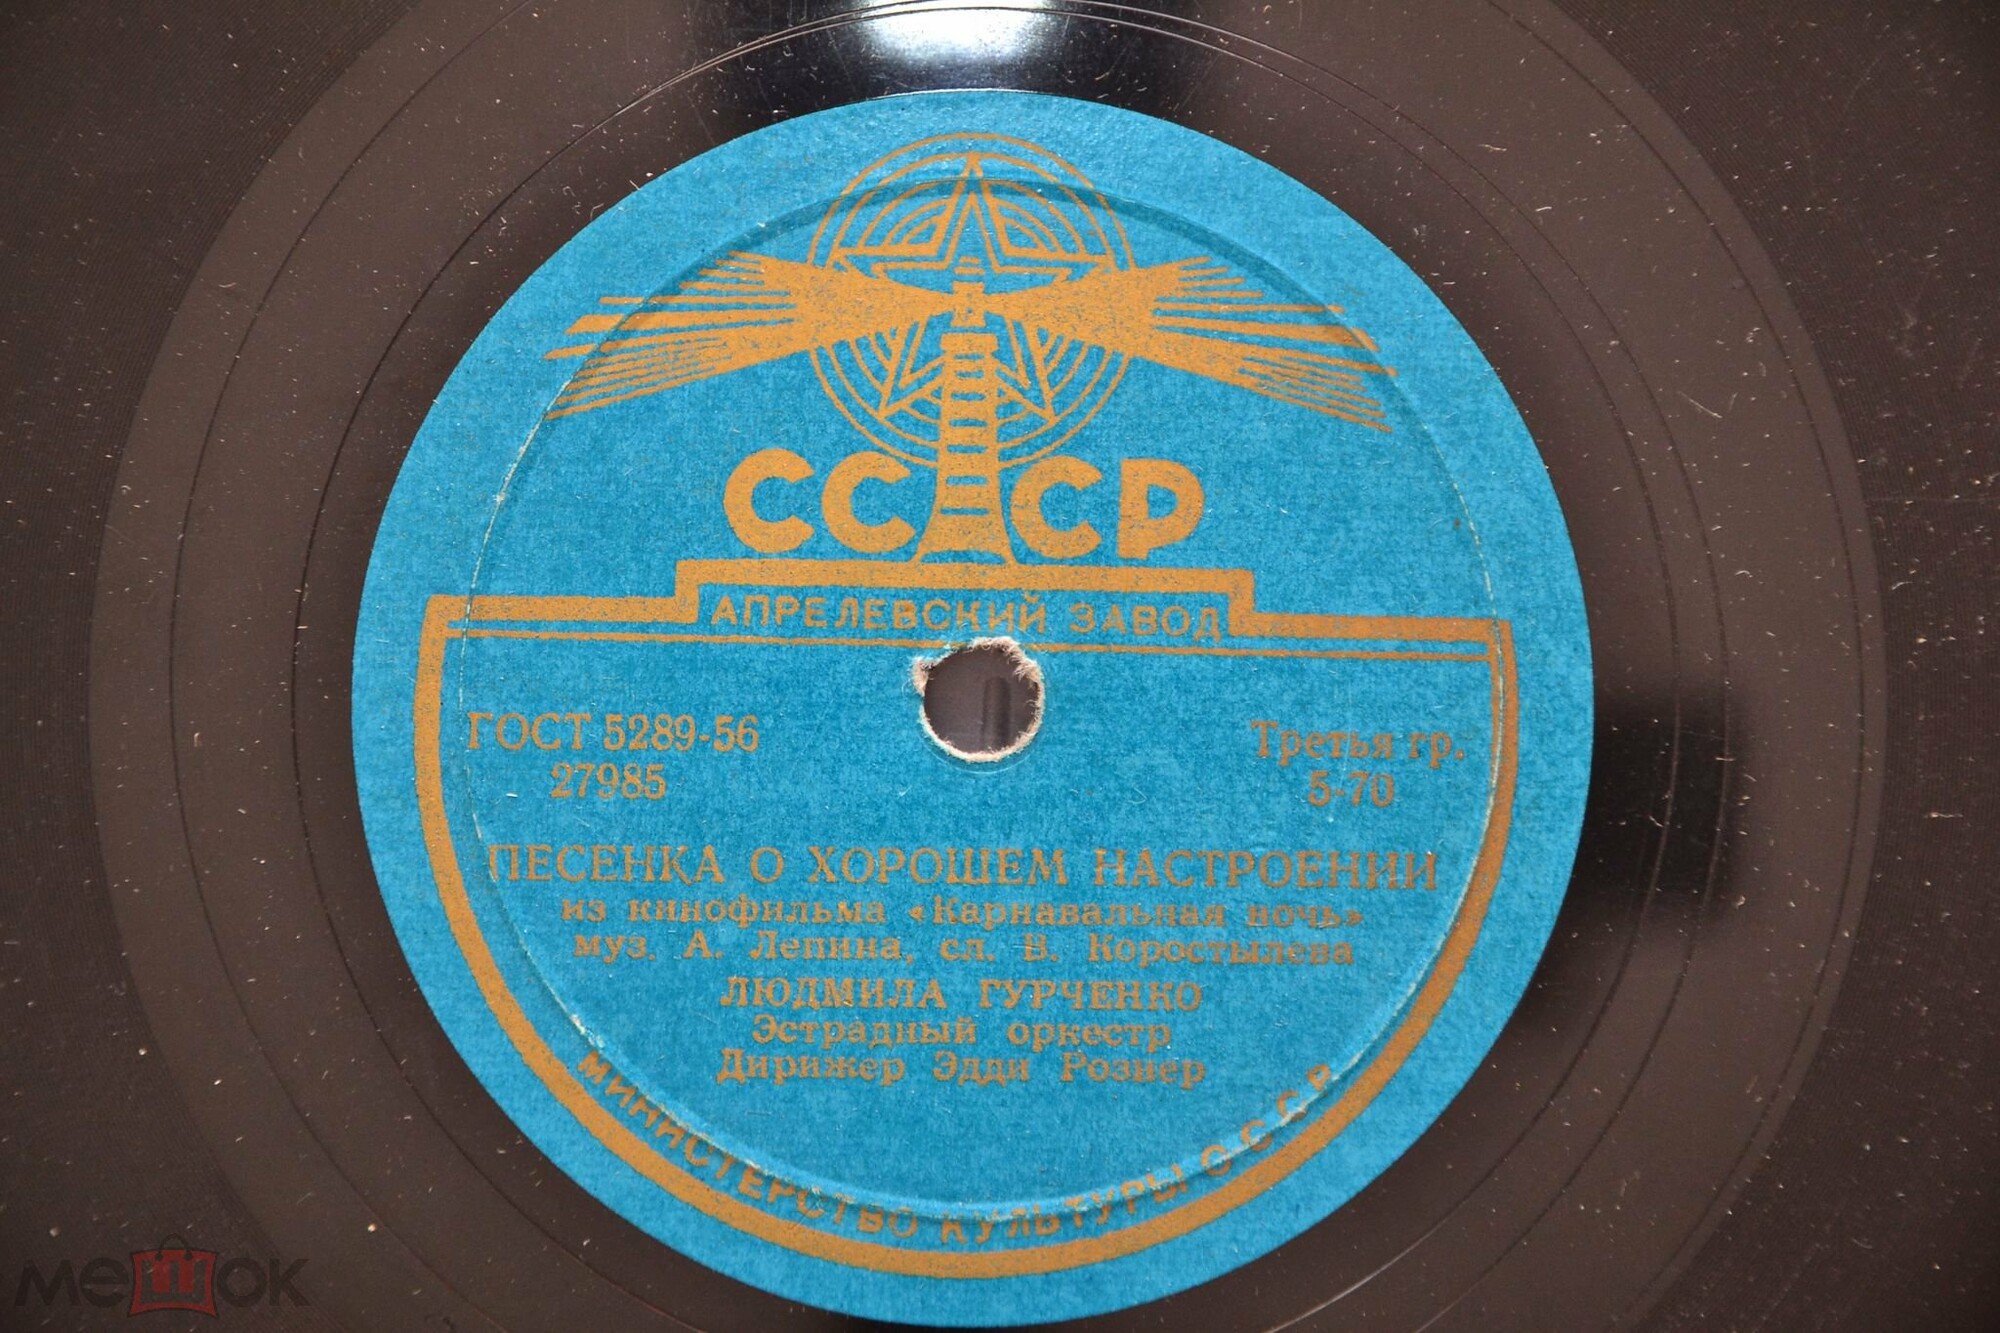 СССР
АПРЕЛЕВСКИЙ ЗАВОД
ГОСТ 5289-56
27985
Третья гр.
5-70
ПЕСЕНКА О ХОРОШЕМ НАСТРОЕНИИ
из кинофильма «Карнавальная ночь»
муз. А. Лепина, сл. В. Коростылева
ЛЮДМИЛА ГУРЧЕНКО
Эстрадный оркестр
Дирижер Эдди Рознер
МИНИСТЕРСТВО КУЛЬТУРЫ СССР
мешок